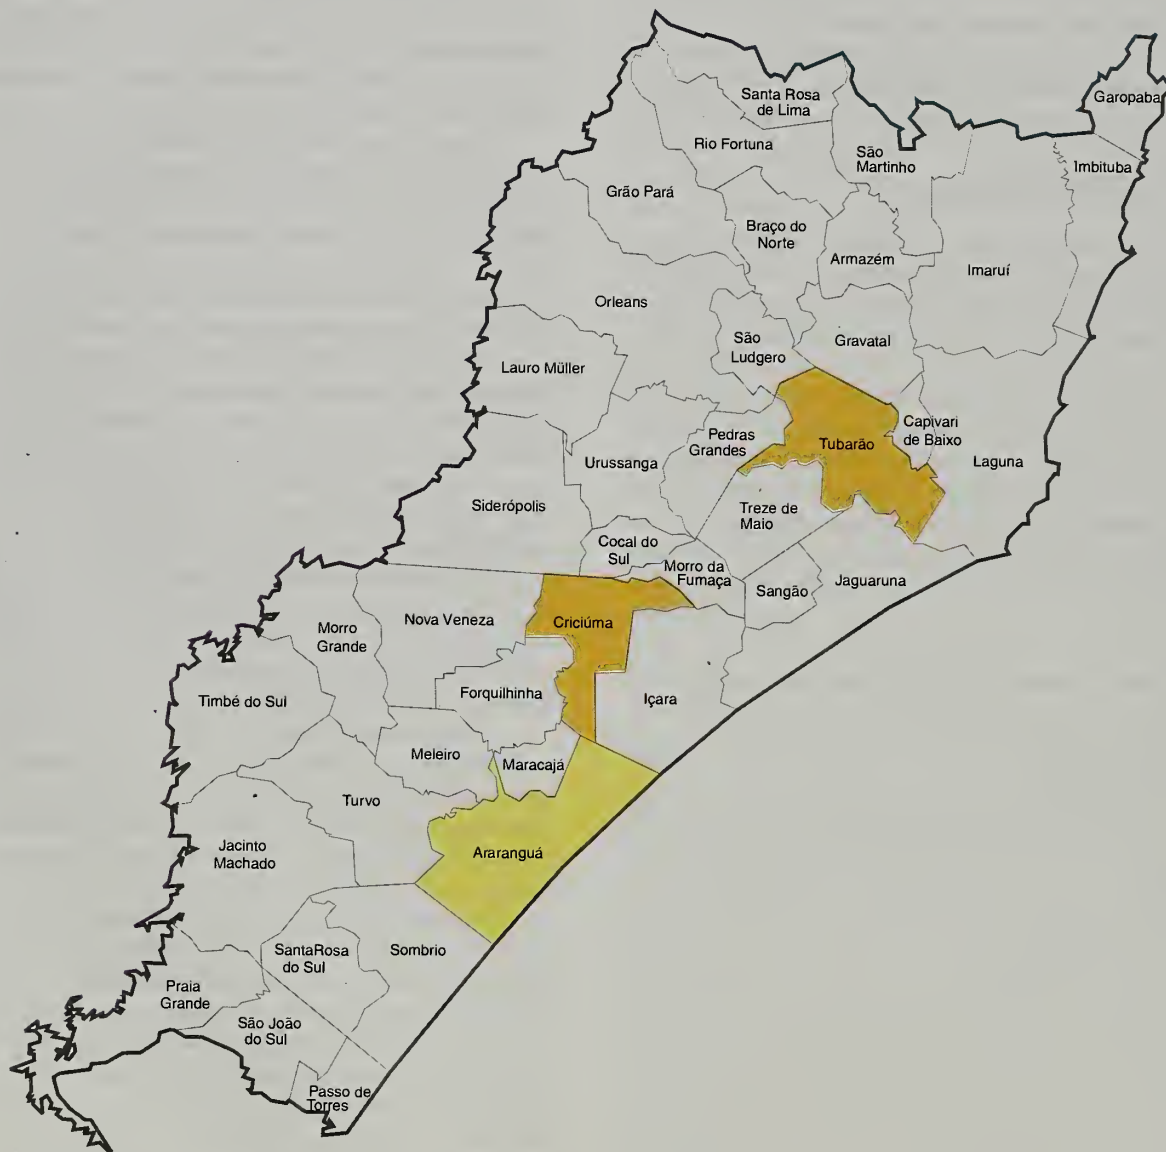 Santa Rosa
de Lima
Garopaba
Rio Fortuna
São
Martinho
Imbituba
Grão Pará
Braço do
Norte
Armazém
Imaruí
Orleans
São
Ludgero
Gravatal
Lauro Müller
Capivari
de Baixo
Pedras
Grandes
Tubarão
Urussanga
Laguna
Siderópolis
Treze de
Maio
Cocal do
Sul
Morro da
Fumaça
Sangão
Jaguaruna
Nova Veneza
Criciúma
Morro
Grande
Forquilhinha
Içara
Timbé do Sul
Meleiro
Maracajá
Turvo
Jacinto
Machado
Araranguá
SantaRosa
do Sul
Sombrio
Praia
Grande
São João
do Sul
Passo de
Torres